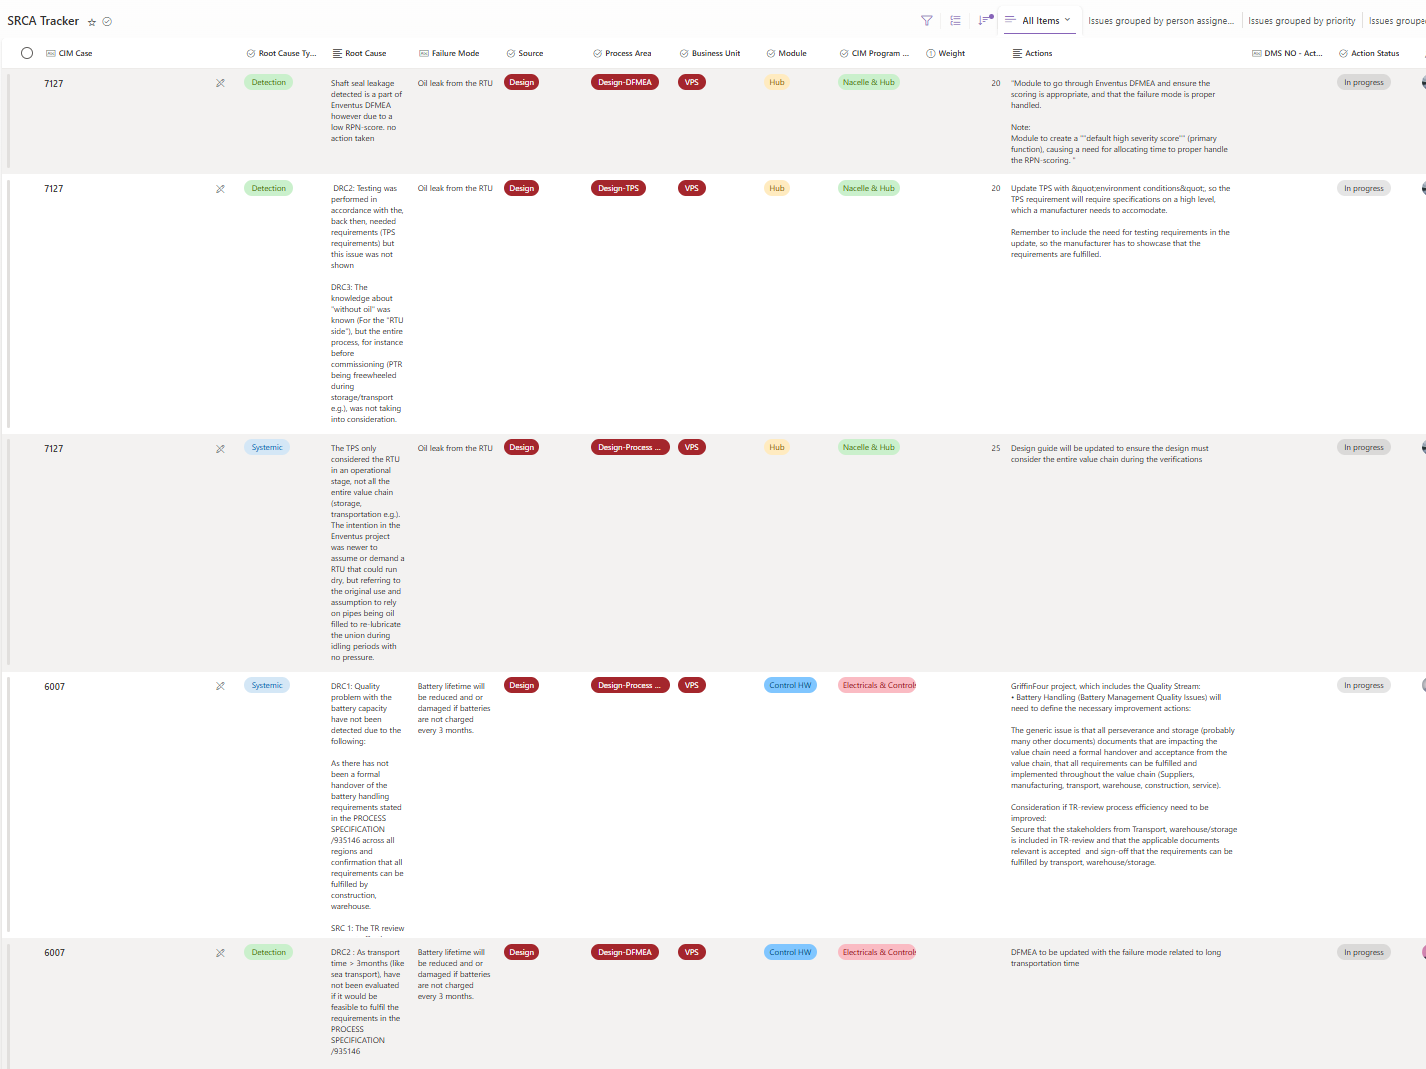 SRCA Tracker
All Items
Issues grouped by person assigne...
Issues grouped by priority
Issues groupe
CIM Case
Root Cause Ty...
Root Cause
Failure Mode
Source
Process Area
Business Unit
Module
CIM Program ...
Weight
Actions
DMS NO - Act...
Action Status
7127
Detection
Shaft seal leakage
detected is a part of
Enventus DFMEA
however due to a
low RPN-score. no
action taken
Oil leak from the RTU
Design
Design-DFMEA
VPS
Hub
Nacelle & Hub
20
"Module to go through Enventus DFMEA and ensure the
scoring is appropriate, and that the failure mode is proper
handled.
Note:
Module to create a ""default high severity score"" (primary
function), causing a need for allocating time to proper handle
the RPN-scoring. "
In progress
7127
Detection
DRC2: Testing was
performed in
accordance with the,
back then, needed
requirements (TPS
requirements) but
this issue was not
shown
DRC3: The
knowledge about
"without oil" was
known (For the "RTU
side"), but the entire
process, for instance
before
commissioning (PTR
being freewheeled
during
storage/transport
e.g.), was not taking
into consideration.
Oil leak from the RTU
Design
Design-TPS
VPS
Hub
Nacelle & Hub
20
Update TPS with &quot;environment conditions&quot;, so the
TPS requirement will require specifications on a high level,
which a manufacturer needs to accomodate.
Remember to include the need for testing requirements in the
update, so the manufacturer has to showcase that the
requirements are fulfilled.
In progress
7127
Systemic
The TPS only
considered the RTU
in an operational
stage, not all the
entire value chain
(storage,
transportation e.g.).
The intention in the
Enventus project
was newer to
assume or demand a
RTU that could run
dry, but referring to
the original use and
assumption to rely
on pipes being oil
filled to re-lubricate
the union during
idling periods with
no pressure.
Oil leak from the RTU
Design
Design-Process ...
VPS
Hub
Nacelle & Hub
25
Design guide will be updated to ensure the design must
consider the entire value chain during the verifications
In progress
6007
Systemic
DRC1: Quality
problem with the
battery capacity
have not been
detected due to the
following:
As there has not
been a formal
handover of the
battery handling
requirements stated
in the PROCESS
SPECIFICATION
/935146 across all
regions and
confirmation that all
requirements can be
fulfilled by
construction,
warehouse.
SRC 1: The TR review
Battery lifetime will
be reduced and or
damaged if batteries
are not charged
every 3 months.
Design
Design-Process ...
VPS
Control HW
Electricals & Controls
GriffinFour project, which includes the Quality Stream:
• Battery Handling (Battery Management Quality Issues) will
need to define the necessary improvement actions:
The generic issue is that all perseverance and storage (probably
many other documents) documents that are impacting the
value chain need a formal handover and acceptance from the
value chain, that all requirements can be fulfilled and
implemented throughout the value chain (Suppliers,
manufacturing, transport, warehouse, construction, service).
Consideration if TR-review process efficiency need to be
improved:
Secure that the stakeholders from Transport, warehouse/storage
is included in TR-review and that the applicable documents
relevant is accepted  and sign-off that the requirements can be
fulfilled by transport, warehouse/storage.
In progress
6007
Detection
DRC2 : As transport
time > 3months (like
sea transport), have
not been evaluated
if it would be
feasible to fulfil the
requirements in the
PROCESS
SPECIFICATION
/935146
Battery lifetime will
be reduced and or
damaged if batteries
are not charged
every 3 months.
Design
Design-DFMEA
VPS
Control HW
Electricals & Controls
DFMEA to be updated with the failure mode related to long
transportation time
In progress